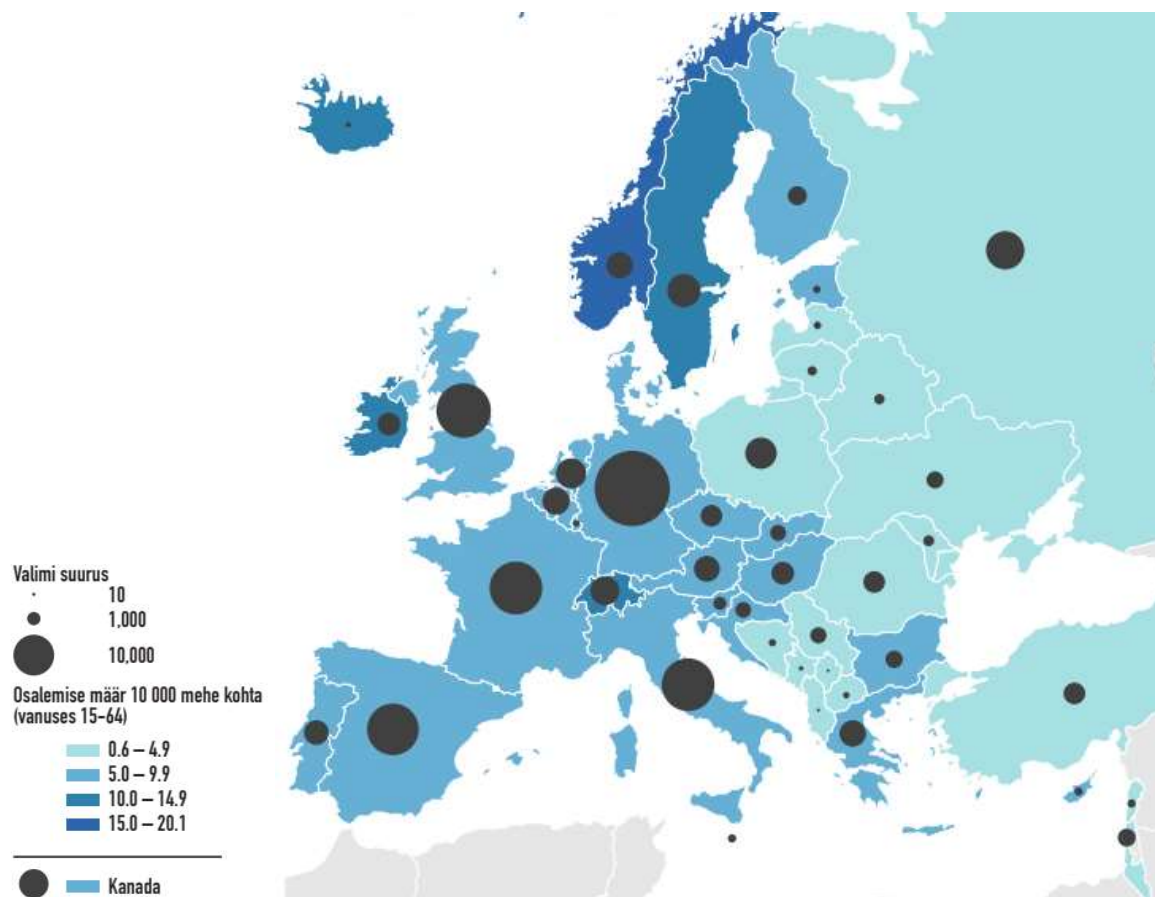 Valimi suurus
10
1,000
10,000
Osalemise määr 10 000 mehe kohta
(vanuses 15-64)
0.6 – 4.9
5.0 – 9.9
10.0 – 14.9
15.0 – 20.1
Kanada